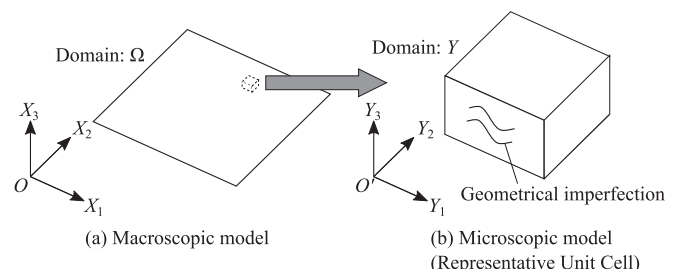 Domain: Ω
Domain: Y
X3
X2
O
X1
Y3
Y2
O'
Y1
Geometrical imperfection
(a) Macroscopic model
(b) Microscopic model
(Representative Unit Cell)